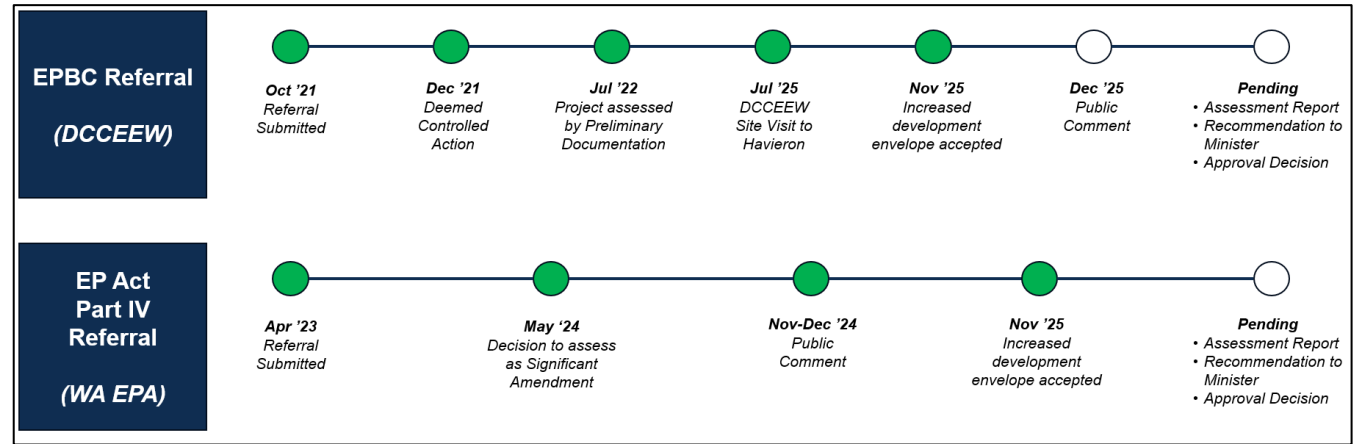 EPBC Referral
(DCCEEW)
Oct '21
Referral
Submitted
Dec '21
Deemed
Controlled
Action
Jul '22
Project assessed
by Preliminary
Documentation
Jul '25
DCCEEW
Site Visit to
Havieron
Nov '25
Increased
development
envelope accepted
Dec '25
Public
Comment
Pending
• Assessment Report
• Recommendation to
Minister
• Approval Decision
EP Act
Part IV
Referral
(WA EPA)
Apr '23
Referral
Submitted
May ‘24
Decision to assess
as Significant
Amendment
Nov-Dec '24
Public
Comment
Nov '25
Increased
development
envelope accepted
Pending
• Assessment Report
• Recommendation to
Minister
• Approval Decision